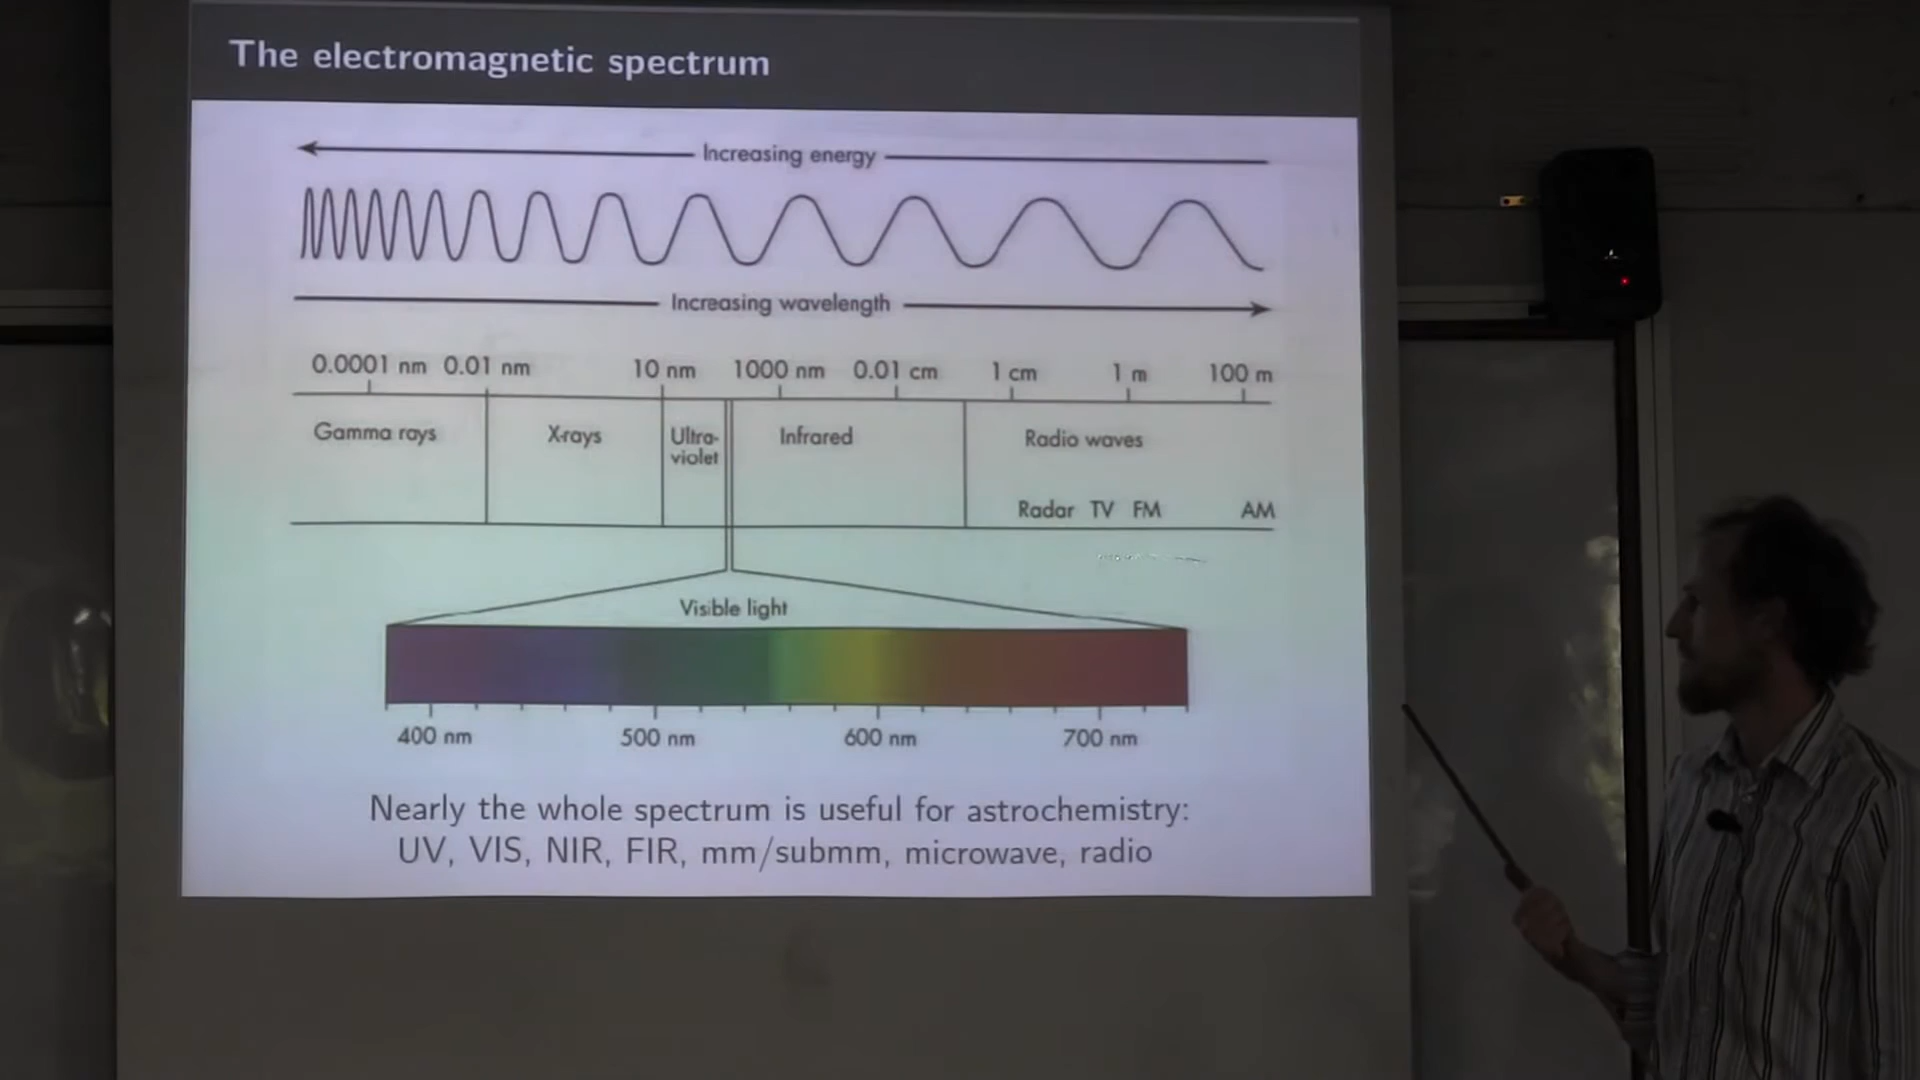 The electromagnetic spectrum
Increasing energy
Increasing wavelength
0.0001 nm 0.01 nm 10 nm 1000 nm 0.01 cm 1 cm 1 m 100 m
Gamma rays X-rays Ultra- Infrared Radio waves
violet
Radar TV FM AM
Visible light
400 nm 500 nm 600 nm 700 nm
Nearly the whole spectrum is useful for astrochemistry:
UV, VIS, NIR, FIR, mm/submm, microwave, radio